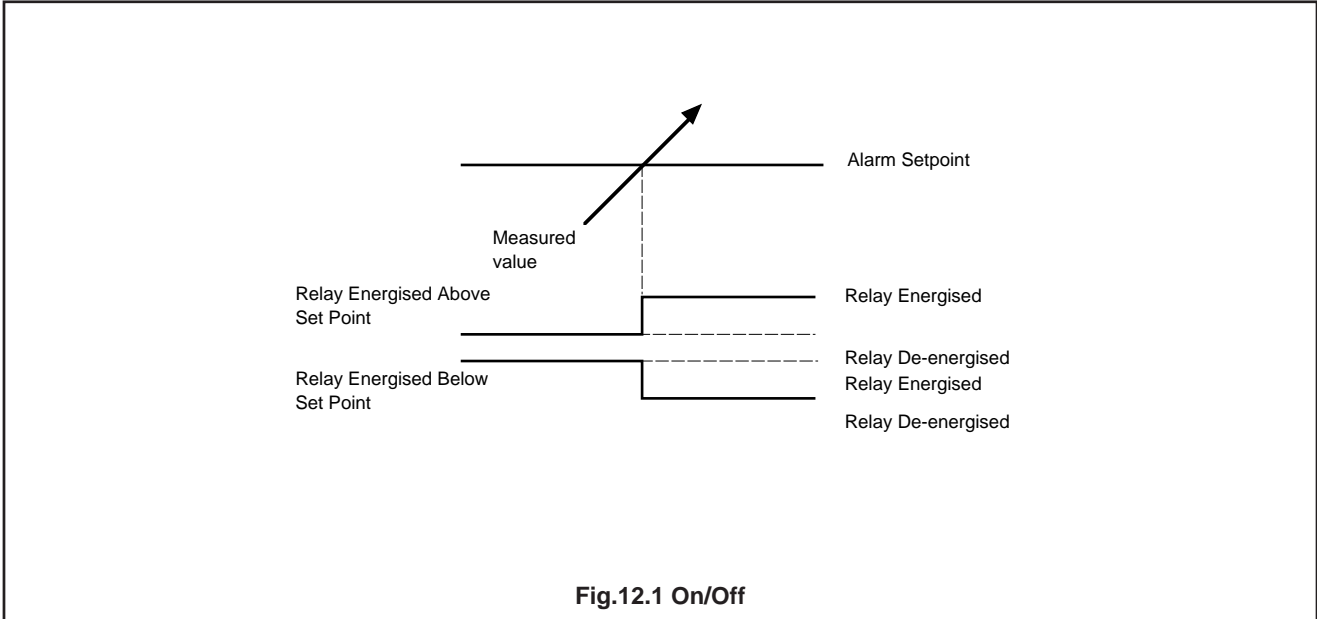 Alarm Setpoint
Measured
value
Relay Energised Above
Set Point
Relay Energised
Relay De-energised
Relay Energised Below
Set Point
Relay Energised
Relay De-energised
Fig.12.1 On/Off